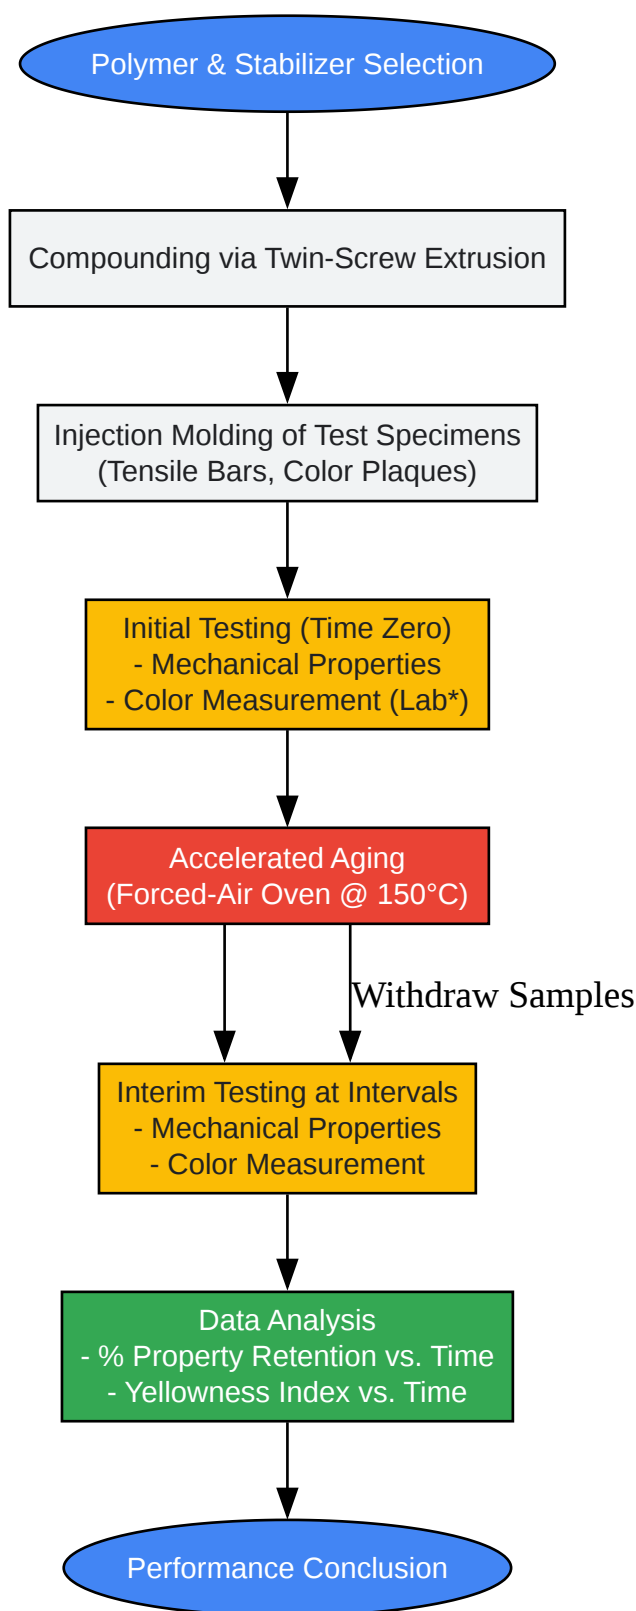 Polymer & Stabilizer Selection
Compounding via Twin-Screw Extrusion
Injection Molding of Test Specimens
(Tensile Bars, Color Plaques)
Initial Testing (Time Zero)
- Mechanical Properties
- Color Measurement (Lab*)
Accelerated Aging
(Forced-Air Oven @ 150°C)
Withdraw Samples
Interim Testing at Intervals
- Mechanical Properties
- Color Measurement
Data Analysis
- % Property Retention vs. Time
- Yellowness Index vs. Time
Performance Conclusion